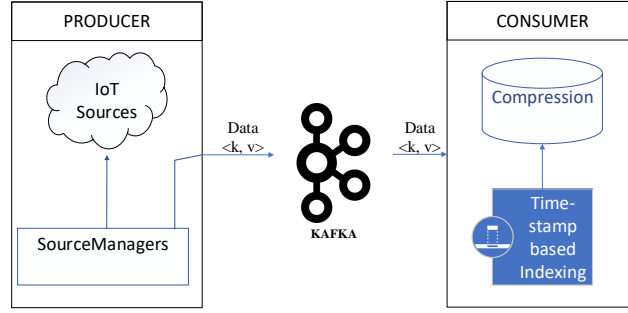 PRODUCER
IoT
Sources
SourceManagers
Data
<k, v>
KAFKA
Data
<k, v>
CONSUMER
Compression
Time-
stamp
based
Indexing